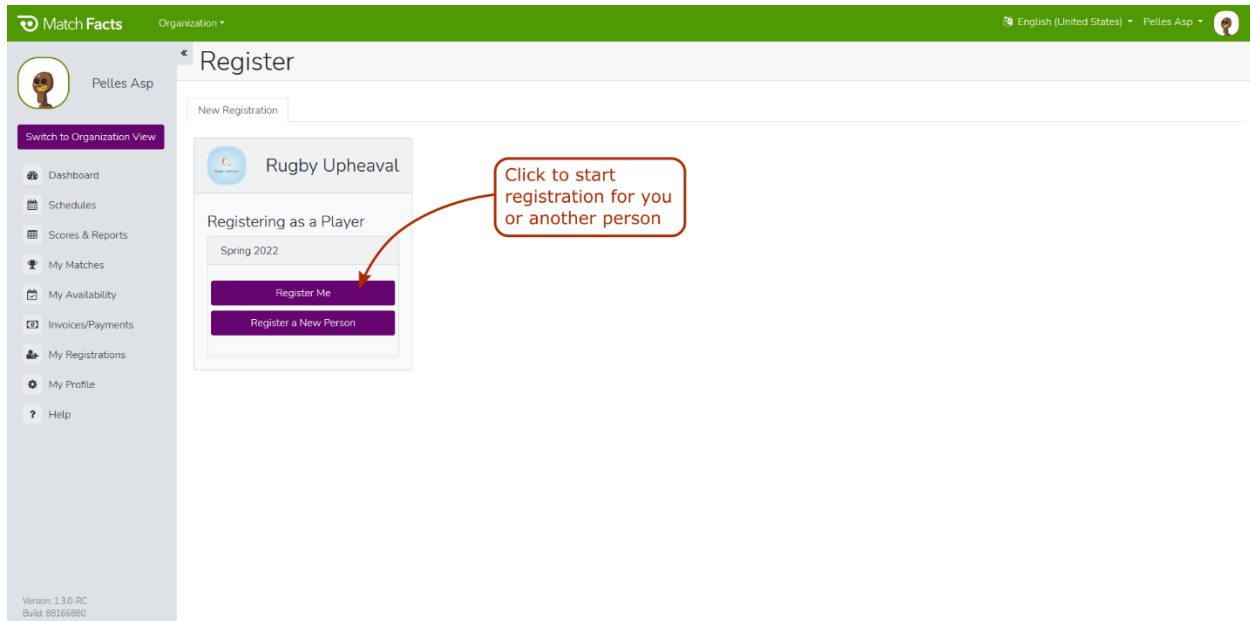 Match Facts
Organization
English (United States)
Pelles Asp
Pelles Asp
Switch to Organization View
Dashboard
Schedules
Scores & Reports
My Matches
My Availability
Invoices/Payments
My Registrations
My Profile
? Help
Version: 1.3.0-RC
Build: 88166880
«
Register
New Registration
Rugby Upheaval
Registering as a Player
Spring 2022
Register Me
Register a New Person
Click to start
registration for you
or another person